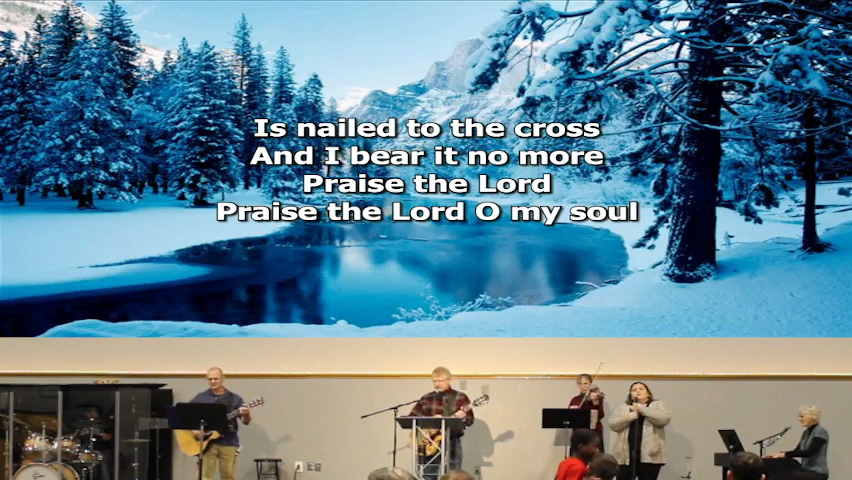 Is nailed to the cross
And I bear it no more
Praise the Lord
Praise the Lord O my soul